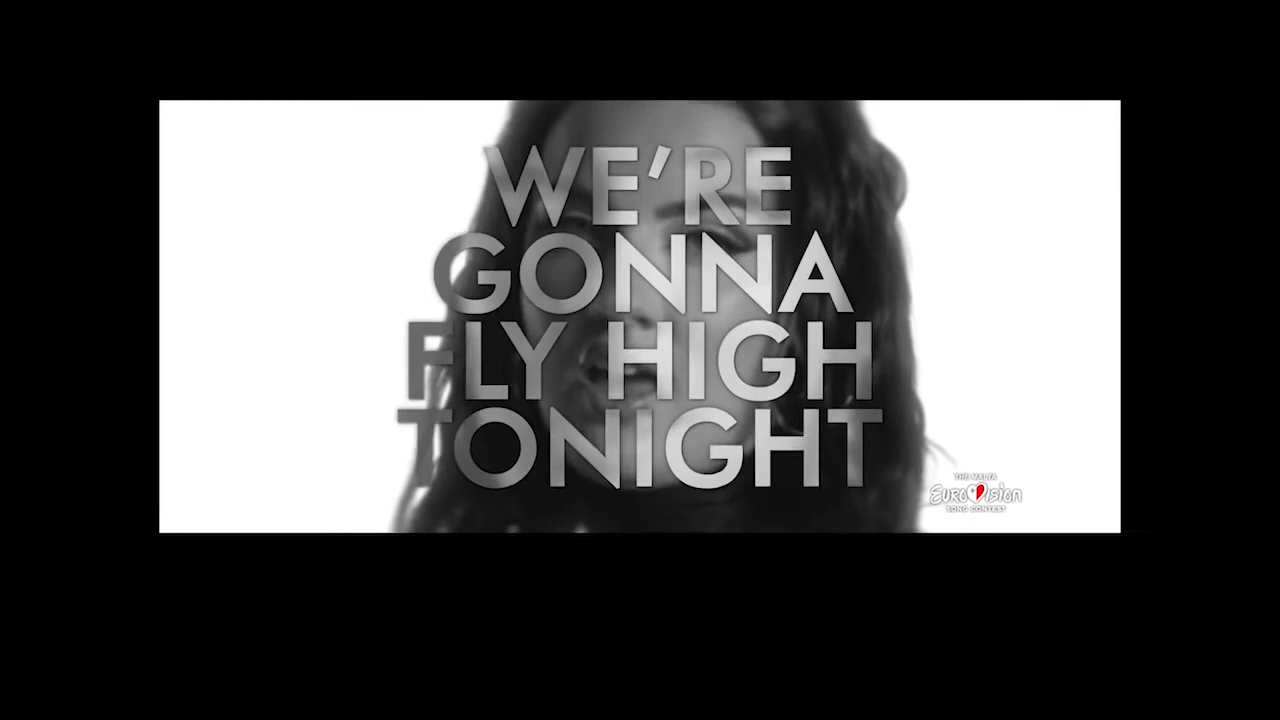 WE'RE
GONNA
FLY HIGH
TONIGHT
THE MALTA
EUROVISION
SONG CONTEST